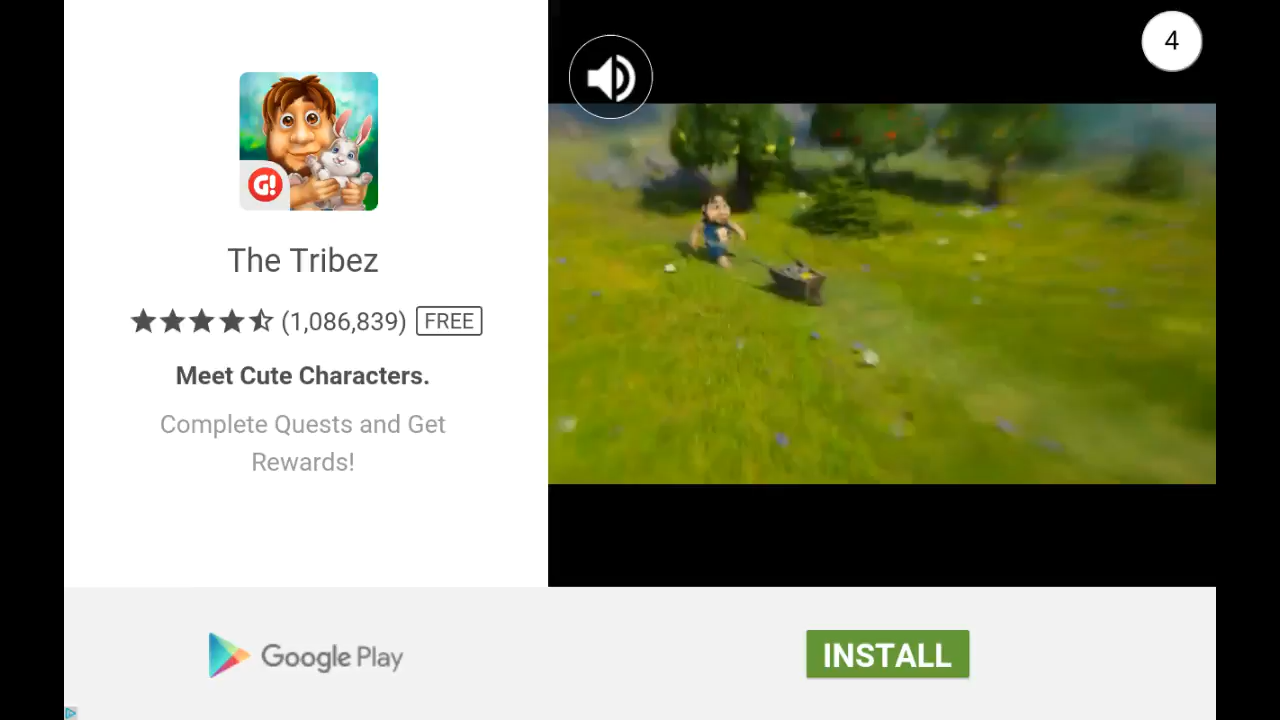 4
G!
The Tribez
(1,086,839) FREE
Meet Cute Characters.
Complete Quests and Get
Rewards!
Google Play
INSTALL